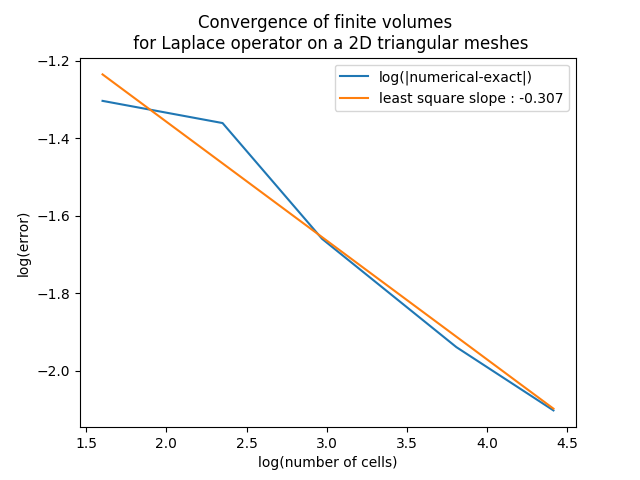 Convergence of finite volumes
for Laplace operator on a 2D triangular meshes
log(|numerical-exact|)
least square slope : -0.307
log(error)
−1.2
−1.4
−1.6
−1.8
−2.0
1.5 2.0 2.5 3.0 3.5 4.0 4.5
log(number of cells)